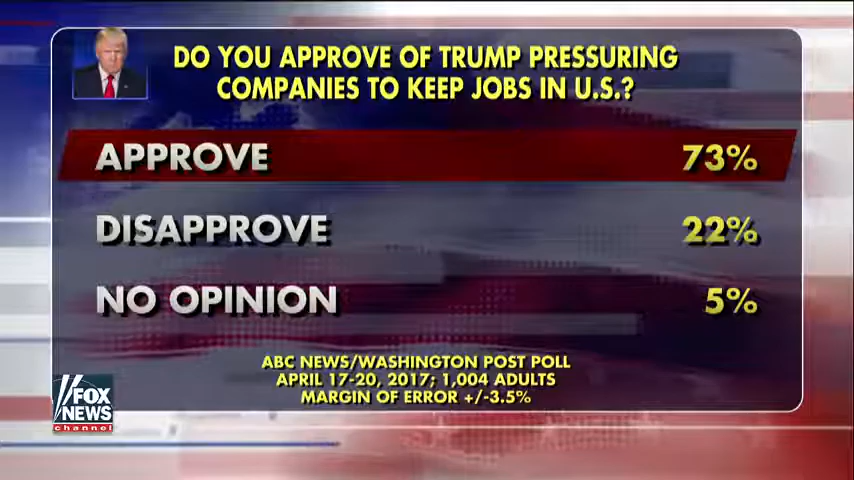 DO YOU APPROVE OF TRUMP PRESSURING
COMPANIES TO KEEP JOBS IN U.S.?
APPROVE 73%
DISAPPROVE 22%
NO OPINION 5%
ABC NEWS/WASHINGTON POST POLL
APRIL 17-20, 2017; 1,004 ADULTS
MARGIN OF ERROR +/-3.5%
FOX
NEWS
channel